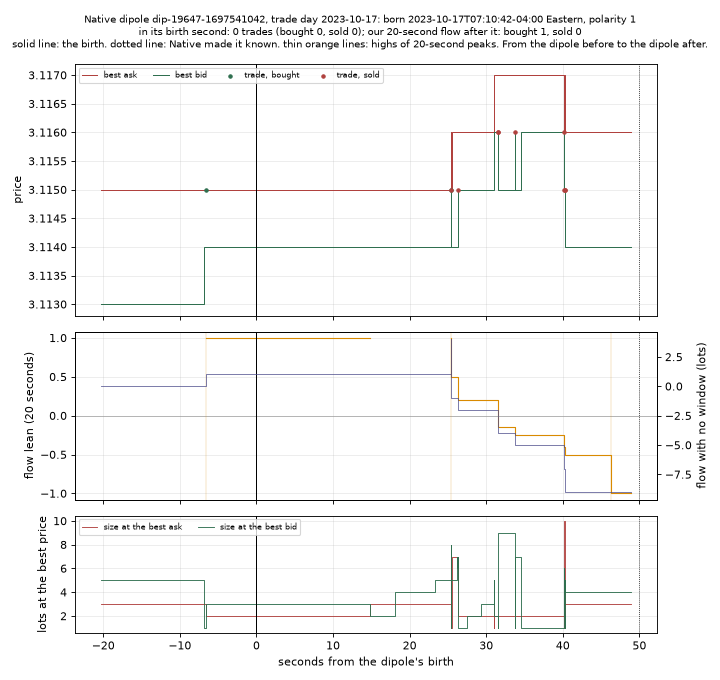 Native dipole dip-19647-1697541042, trade day 2023-10-17: born 2023-10-17T07:10:42-04:00 Eastern, polarity 1
in its birth second: 0 trades (bought 0, sold 0); our 20-second flow after it: bought 1, sold 0
solid line: the birth. dotted line: Native made it known. thin orange lines: highs of 20-second peaks. From the dipole before to the dipole after.
best ask
best bid
trade, bought
trade, sold
3.1170
3.1165
3.1160
3.1155
3.1150
3.1145
3.1140
3.1135
3.1130
price
1.0
0.5
0.0
−0.5
−1.0
flow lean (20 seconds)
2.5
0.0
−2.5
−5.0
−7.5
flow with no window (lots)
size at the best ask
size at the best bid
10
8
6
4
2
lots at the best price
−20
−10
0
10
20
30
40
50
seconds from the dipole's birth